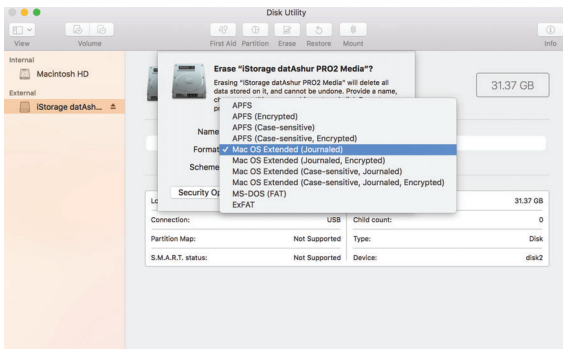 Disk Utility
View
Volume
First Aid
Partition
Erase
Restore
Mount
Info
Internal
Macintosh HD
External
iStorage datAsh...
Erase "iStorage datAshur PRO2 Media"?
Erasing "iStorage datAshur PRO2 Media" will delete all
data stored on it, and cannot be undone. Provide a name,
31.37 GB
Name
Format
Scheme
APFS
APFS (Encrypted)
APFS (Case-sensitive)
APFS (Case-sensitive, Encrypted)
✓ Mac OS Extended (Journaled)
Mac OS Extended (Journaled, Encrypted)
Mac OS Extended (Case-sensitive, Journaled)
Mac OS Extended (Case-sensitive, Journaled, Encrypted)
MS-DOS (FAT)
ExFAT
Security Op
Lo
31.37 GB
Connection: USB
Child count: 0
Partition Map: Not Supported
Type: Disk
S.M.A.R.T. status: Not Supported
Device: disk2